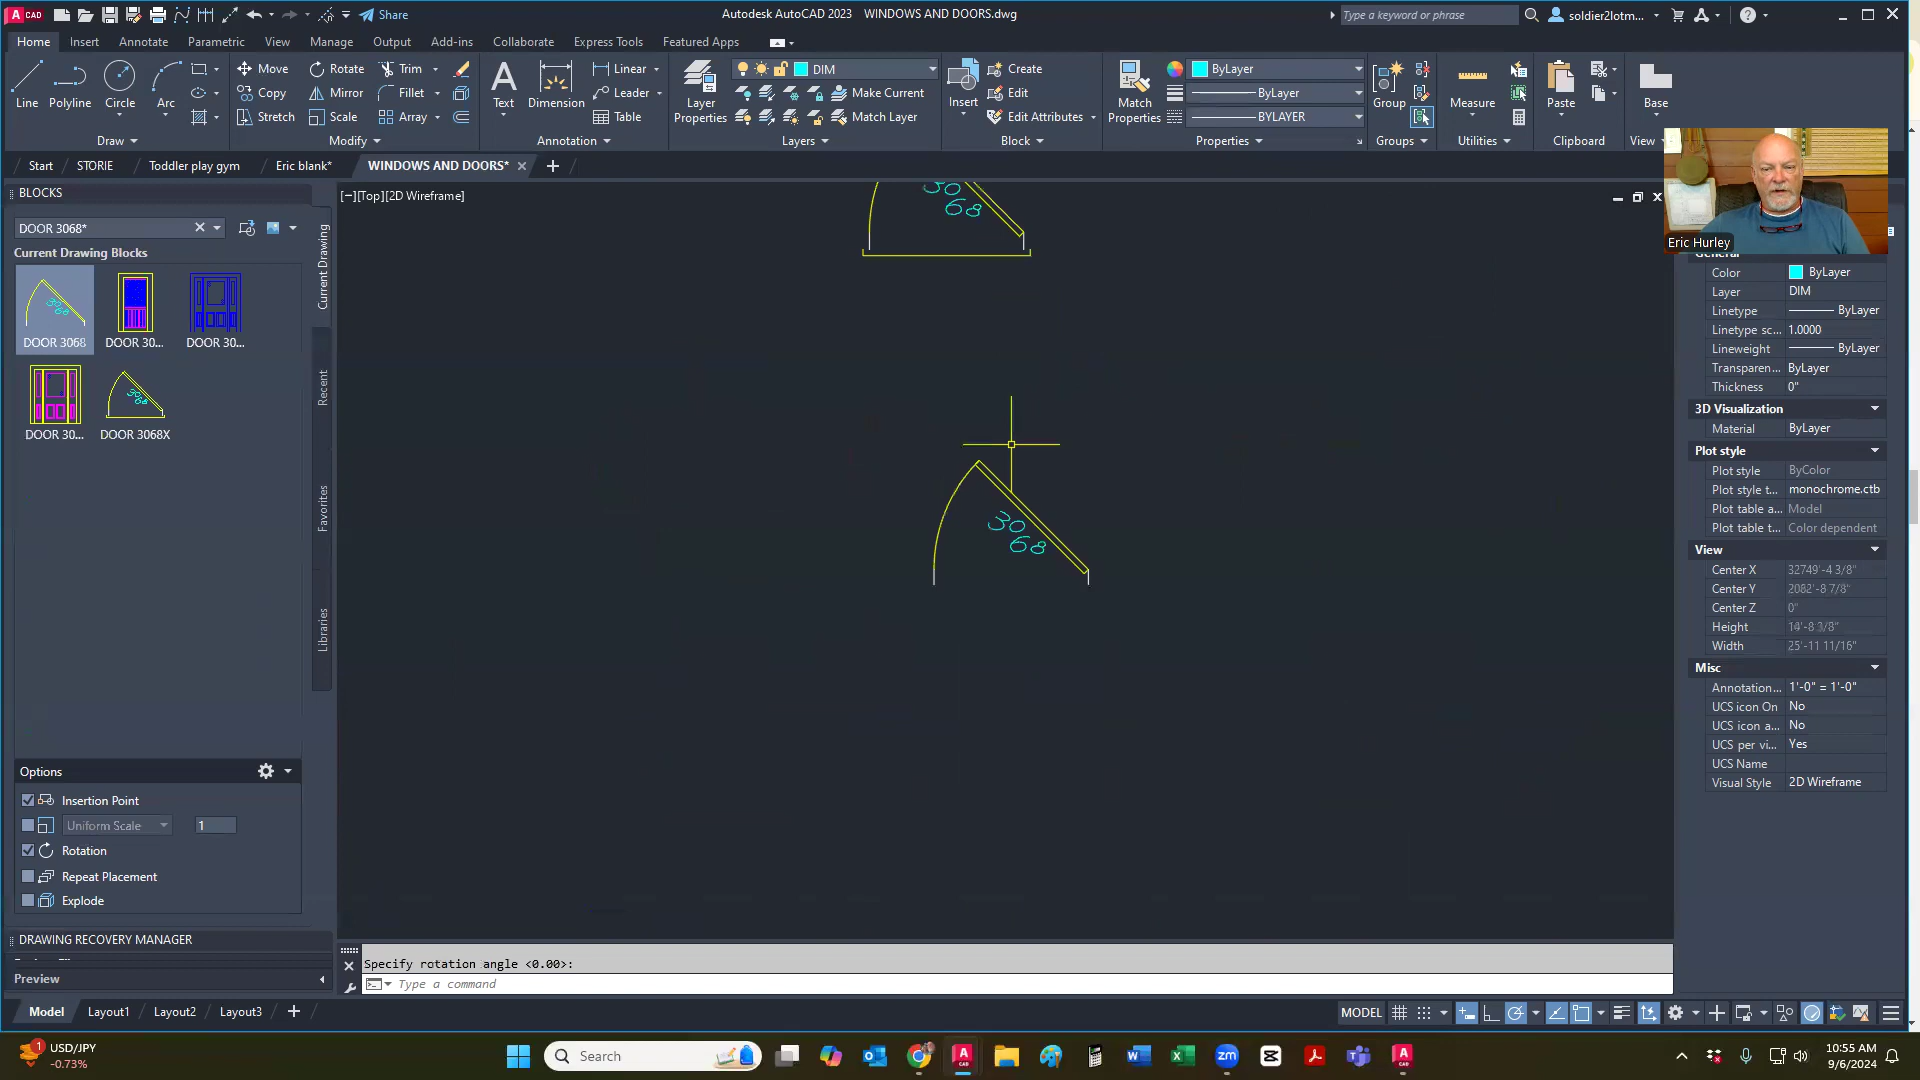 CAD
Share
Autodesk AutoCAD 2023 WINDOWS AND DOORS.dwg
Type a keyword or phrase
soldier2lotm...
Home Insert Annotate Parametric View Manage Output Add-ins Collaborate Express Tools Featured Apps
Line Polyline Circle Arc
Move Rotate Trim
Copy Mirror Fillet
Stretch Scale Array
Text Dimension
Linear
Leader
Table
Layer Properties
DIM
Make Current
Match Layer
Insert
Create
Edit
Edit Attributes
Match Properties
ByLayer
ByLayer
BYLAYER
Group
Measure
Paste
Base
Draw Modify Annotation Layers Block Properties Groups Utilities Clipboard View
Start STORIE Toddler play gym Eric blank* WINDOWS AND DOORS*
BLOCKS
DOOR 3068*
Current Drawing Blocks
DOOR 3068 DOOR 30... DOOR 30...
DOOR 30... DOOR 3068X
Current Drawing
Recent
Favorites
Libraries
Options
Insertion Point
Uniform Scale 1
Rotation
Repeat Placement
Explode
DRAWING RECOVERY MANAGER
Preview
[−][Top][2D Wireframe]
30
68
30
68
Eric Hurley
General
Color ByLayer
Layer DIM
Linetype ByLayer
Linetype sc... 1.0000
Lineweight ByLayer
Transparen... ByLayer
Thickness 0"
3D Visualization
Material ByLayer
Plot style
Plot style ByColor
Plot style t... monochrome.ctb
Plot table a... Model
Plot table t... Color dependent
View
Center X 32749'-4 3/8"
Center Y 2082'-8 7/8"
Center Z 0"
Height 14'-8 3/8"
Width 25'-11 11/16"
Misc
Annotation... 1'-0" = 1'-0"
UCS icon On No
UCS icon a... No
UCS per vi... Yes
UCS Name
Visual Style 2D Wireframe
Specify rotation angle <0.00>:
Type a command
Model Layout1 Layout2 Layout3
MODEL
USD/JPY
-0.73%
Search
10:55 AM
9/6/2024